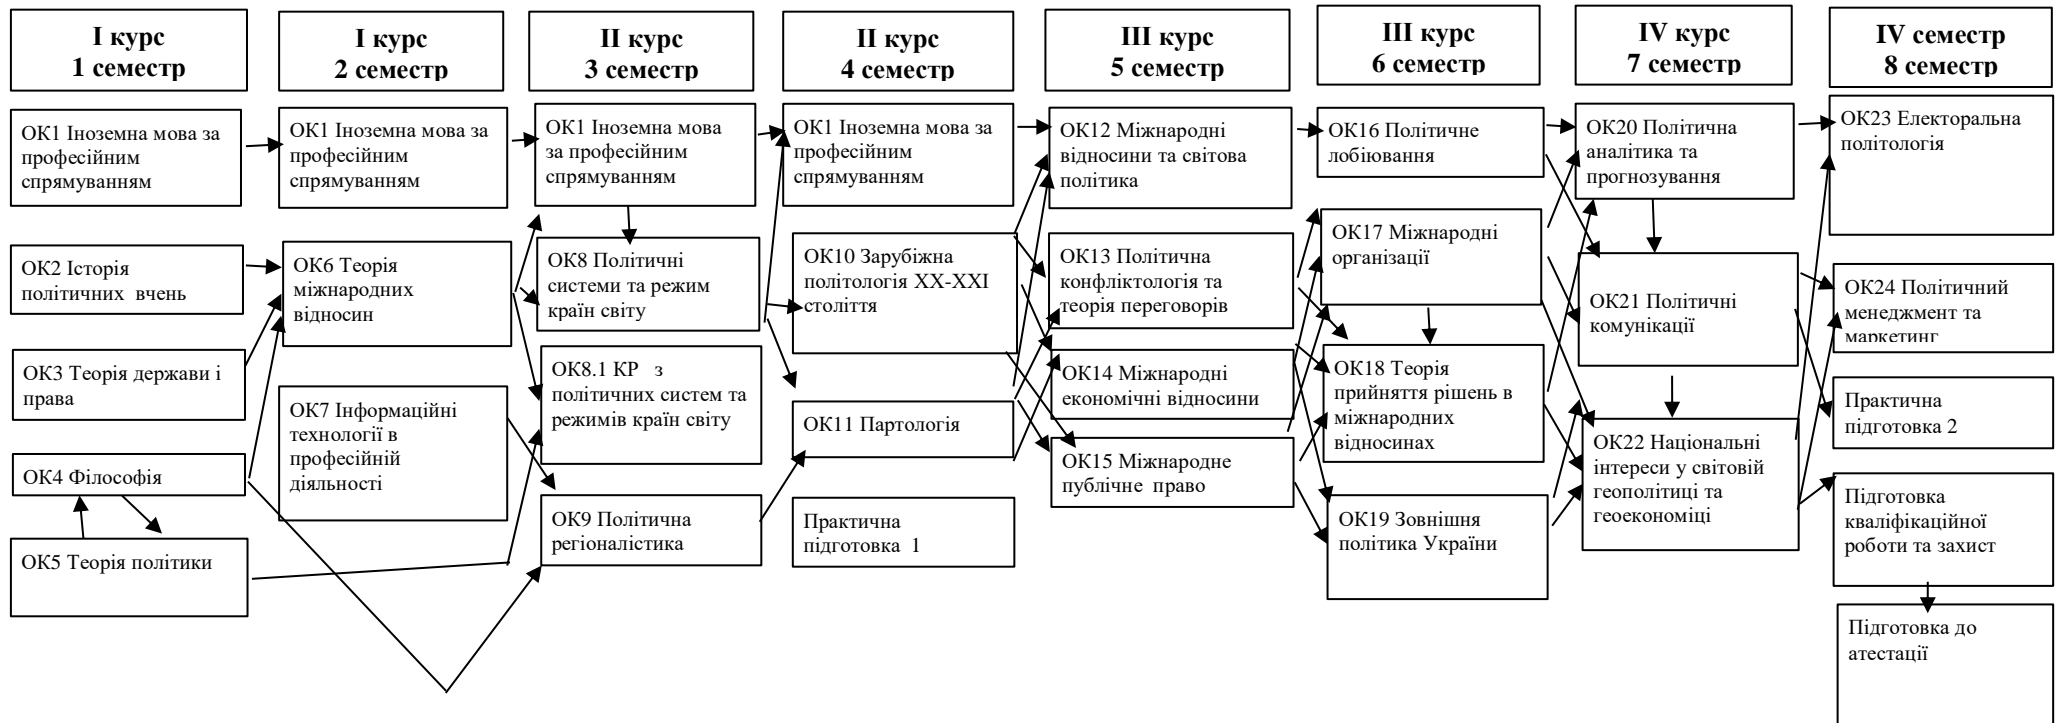 І курс
1 семестр
І курс
2 семестр
ІІ курс
3 семестр
ІІ курс
4 семестр
ІІІ курс
5 семестр
ІІІ курс
6 семестр
ІV курс
7 семестр
ІV семестр
8 семестр
ОК1 Іноземна мова за
професійним
спрямуванням
ОК2 Історія
політичних вчень
ОК3 Теорія держави і
права
ОК4 Філософія
ОК5 Теорія політики
ОК1 Іноземна мова за
професійним
спрямуванням
ОК6 Теорія
міжнародних
відносин
ОК7 Інформаційні
технології в
професійній
діяльності
ОК1 Іноземна мова
за професійним
спрямуванням
ОК8 Політичні
системи та режим
країн світу
ОК8.1 КР з
політичних систем та
режимів країн світу
ОК9 Політична
регіоналістика
ОК1 Іноземна мова за
професійним
спрямуванням
ОК10 Зарубіжна
політологія ХХ-ХХІ
століття
ОК11 Партологія
Практична
підготовка 1
ОК12 Міжнародні
відносини та світова
політика
ОК13 Політична
конфліктологія та
теорія переговорів
ОК14 Міжнародні
економічні відносини
ОК15 Міжнародне
публічне право
ОК16 Політичне
лобіювання
ОК17 Міжнародні
організації
ОК18 Теорія
прийняття рішень в
міжнародних
відносинах
ОК19 Зовнішня
політика України
ОК20 Політична
аналітика та
прогнозування
ОК21 Політичні
комунікації
ОК22 Національні
інтереси у світовій
геополітиці та
геоекономіці
ОК23 Електоральна
політологія
ОК24 Політичний
менеджмент та
маркетинг
Практична
підготовка 2
Підготовка
кваліфікаційної
роботи та захист
Підготовка до
атестації